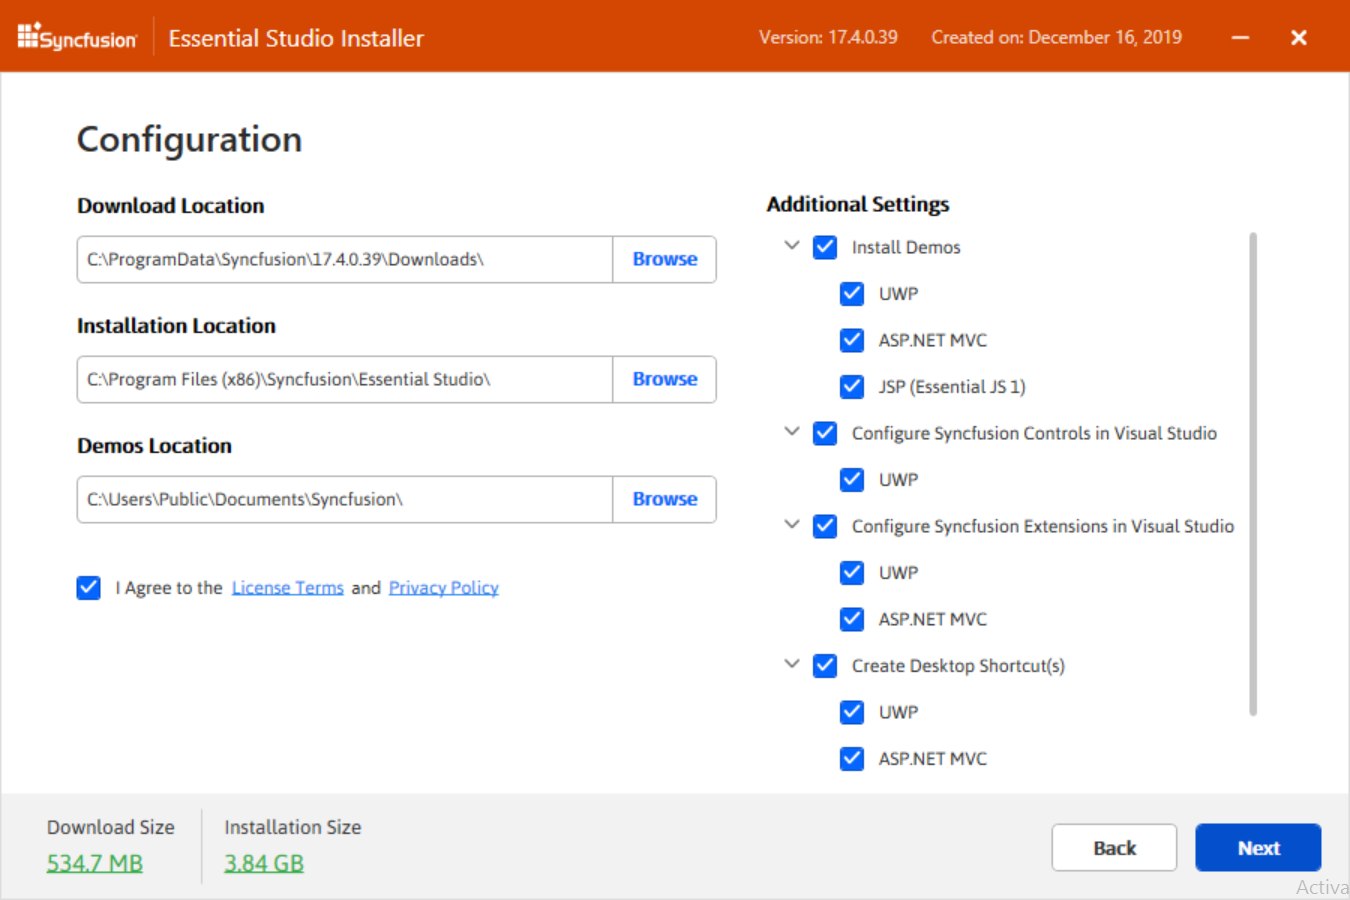 Syncfusion
Essential Studio Installer
Version: 17.4.0.39
Created on: December 16, 2019
Configuration
Download Location
C:\ProgramData\Syncfusion\17.4.0.39\Downloads\
Browse
Installation Location
C:\Program Files (x86)\Syncfusion\Essential Studio\
Browse
Demos Location
C:\Users\Public\Documents\Syncfusion\
Browse
I Agree to the License Terms and Privacy Policy
Additional Settings
Install Demos
UWP
ASP.NET MVC
JSP (Essential JS 1)
Configure Syncfusion Controls in Visual Studio
UWP
Configure Syncfusion Extensions in Visual Studio
UWP
ASP.NET MVC
Create Desktop Shortcut(s)
UWP
ASP.NET MVC
Download Size
534.7 MB
Installation Size
3.84 GB
Back
Next
Activa